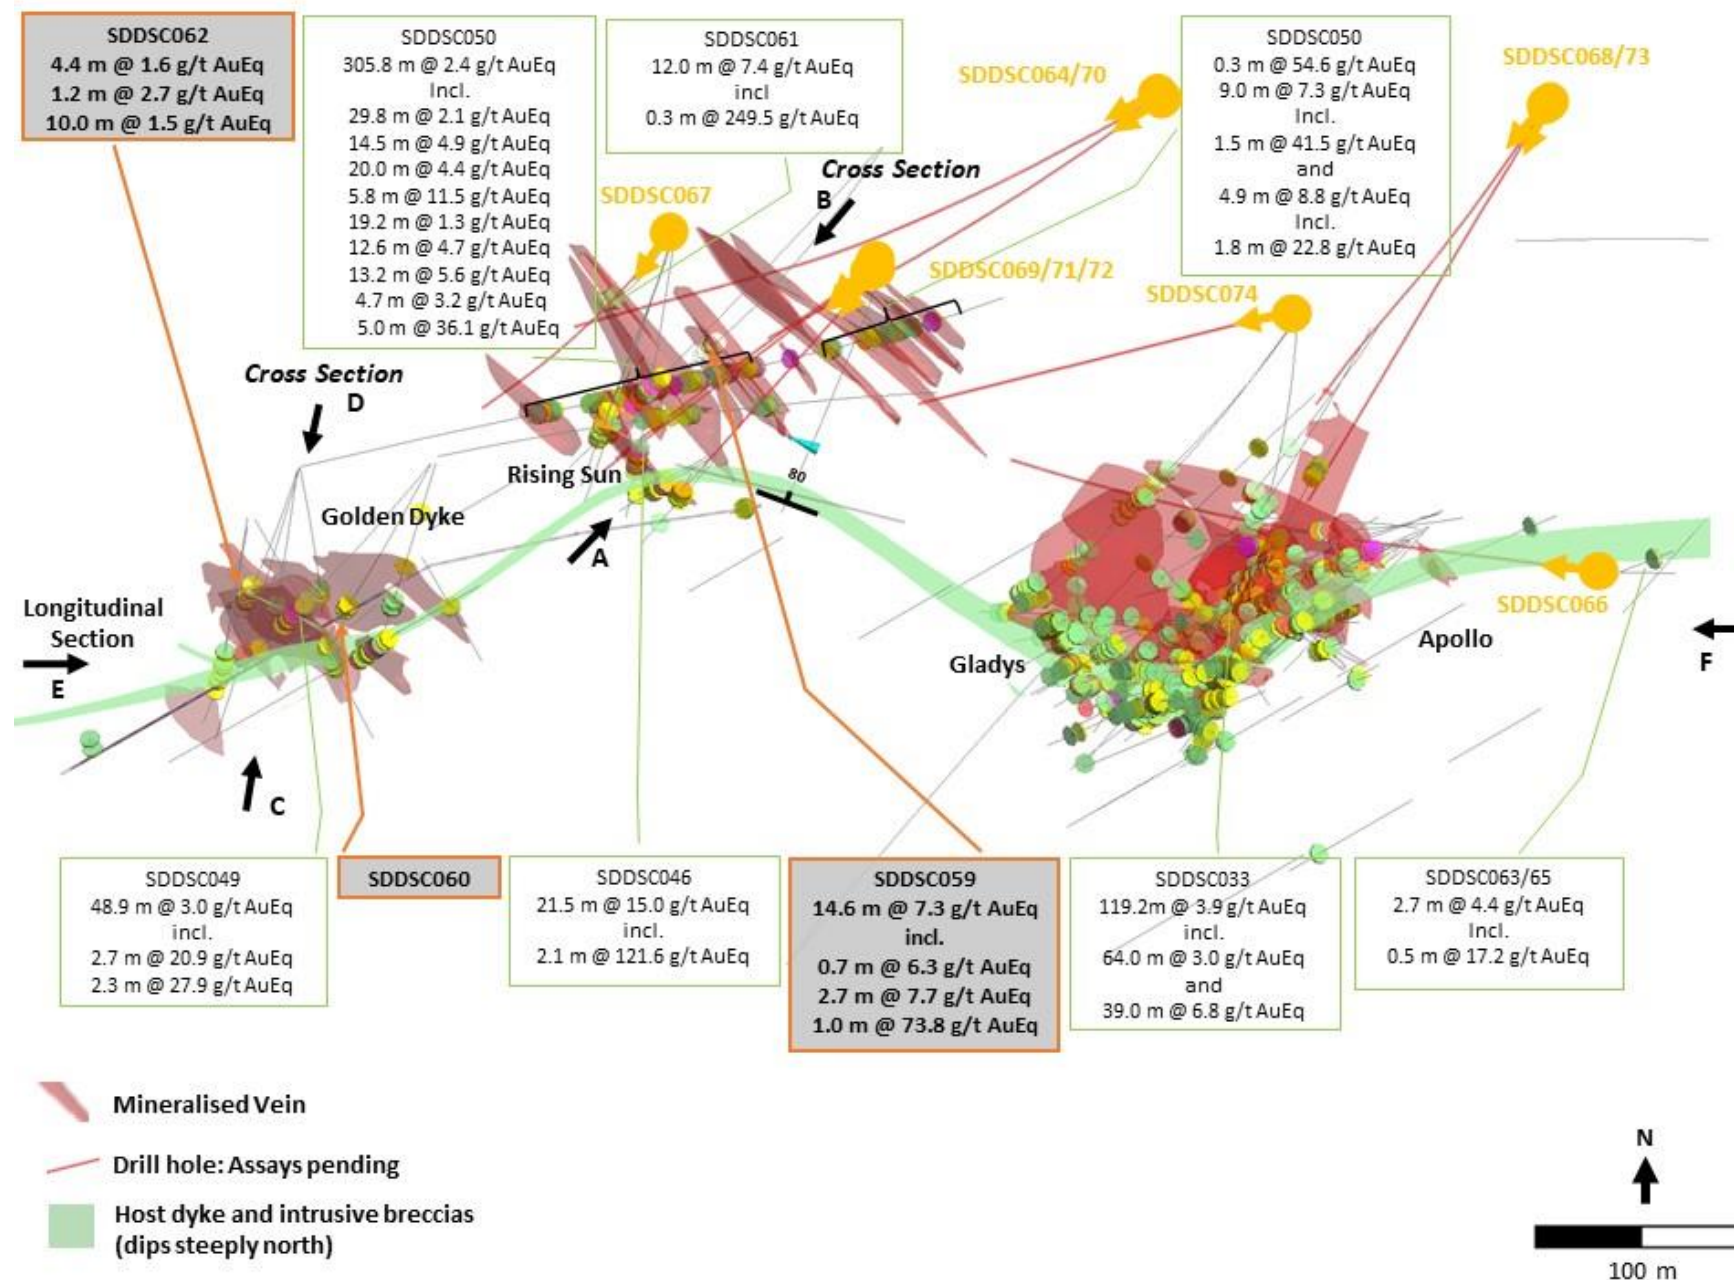 SDDSC062
4.4 m @ 1.6 g/t AuEq
1.2 m @ 2.7 g/t AuEq
10.0 m @ 1.5 g/t AuEq
SDDSC050
305.8 m @ 2.4 g/t AuEq
Incl.
29.8 m @ 2.1 g/t AuEq
14.5 m @ 4.9 g/t AuEq
20.0 m @ 4.4 g/t AuEq
5.8 m @ 11.5 g/t AuEq
19.2 m @ 1.3 g/t AuEq
12.6 m @ 4.7 g/t AuEq
13.2 m @ 5.6 g/t AuEq
4.7 m @ 3.2 g/t AuEq
5.0 m @ 36.1 g/t AuEq
SDDSC061
12.0 m @ 7.4 g/t AuEq
incl
0.3 m @ 249.5 g/t AuEq
SDDSC050
0.3 m @ 54.6 g/t AuEq
9.0 m @ 7.3 g/t AuEq
Incl.
1.5 m @ 41.5 g/t AuEq
and
4.9 m @ 8.8 g/t AuEq
Incl.
1.8 m @ 22.8 g/t AuEq
SDDSC064/70
SDDSC068/73
Cross Section
B
SDDSC067
SDDSC069/71/72
SDDSC074
Cross Section
D
Rising Sun
80
Golden Dyke
A
Longitudinal
Section
E
SDDSC066
Apollo
Gladys
F
C
SDDSC049
48.9 m @ 3.0 g/t AuEq
incl.
2.7 m @ 20.9 g/t AuEq
2.3 m @ 27.9 g/t AuEq
SDDSC060
SDDSC046
21.5 m @ 15.0 g/t AuEq
incl.
2.1 m @ 121.6 g/t AuEq
SDDSC059
14.6 m @ 7.3 g/t AuEq
incl.
0.7 m @ 6.3 g/t AuEq
2.7 m @ 7.7 g/t AuEq
1.0 m @ 73.8 g/t AuEq
SDDSC033
119.2m @ 3.9 g/t AuEq
incl.
64.0 m @ 3.0 g/t AuEq
and
39.0 m @ 6.8 g/t AuEq
SDDSC063/65
2.7 m @ 4.4 g/t AuEq
Incl.
0.5 m @ 17.2 g/t AuEq
Mineralised Vein
Drill hole: Assays pending
Host dyke and intrusive breccias
(dips steeply north)
N
100 m